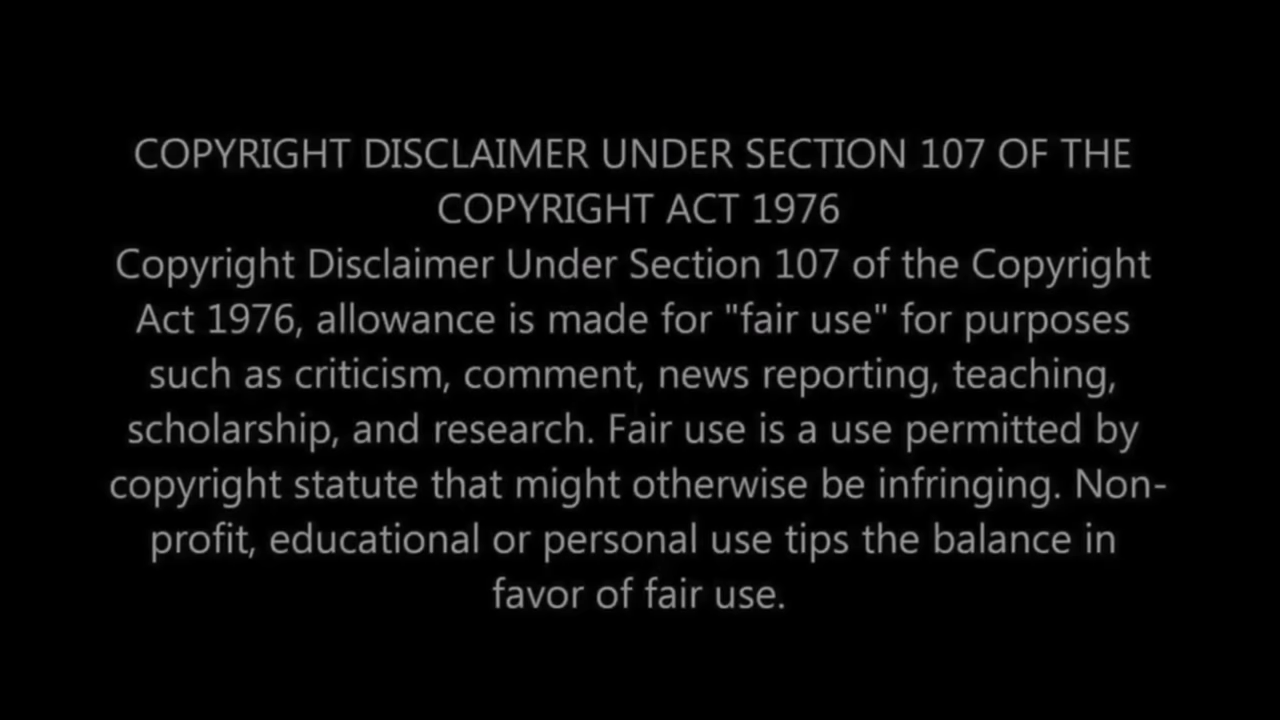 COPYRIGHT DISCLAIMER UNDER SECTION 107 OF THE
COPYRIGHT ACT 1976
Copyright Disclaimer Under Section 107 of the Copyright
Act 1976, allowance is made for "fair use" for purposes
such as criticism, comment, news reporting, teaching,
scholarship, and research. Fair use is a use permitted by
copyright statute that might otherwise be infringing. Non-
profit, educational or personal use tips the balance in
favor of fair use.